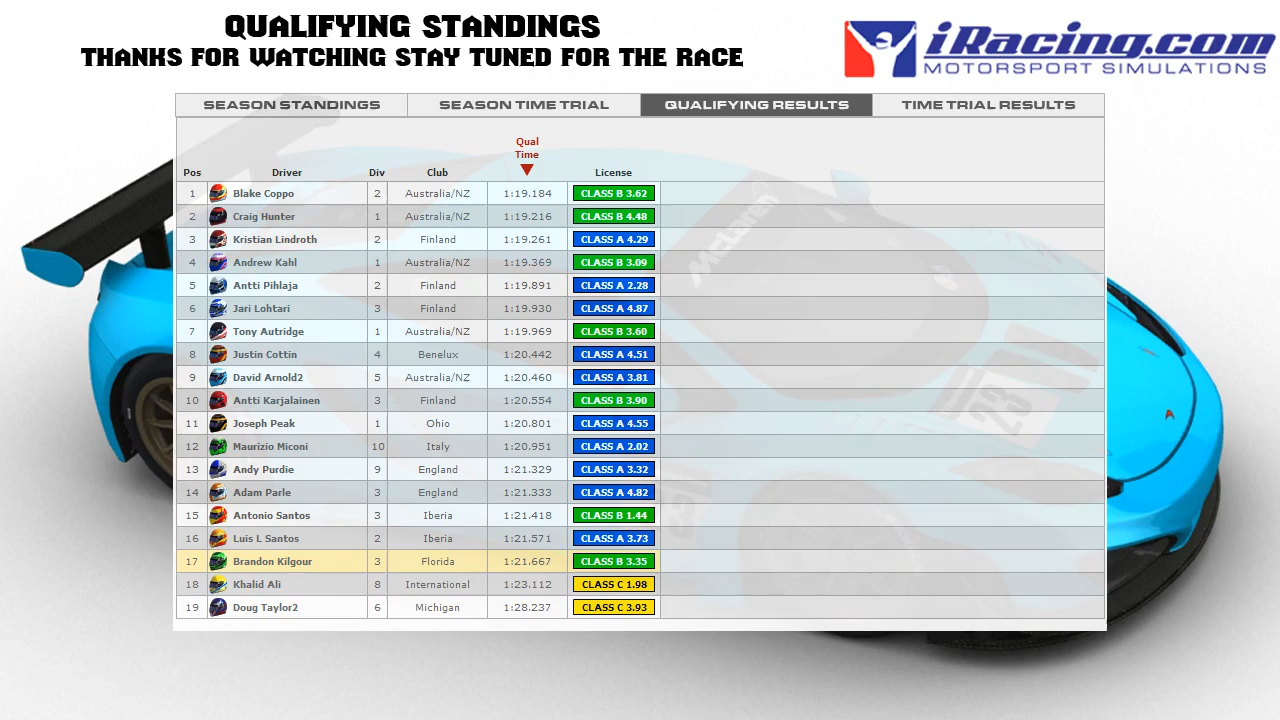 QUALIFYING STANDINGS
THANKS FOR WATCHING STAY TUNED FOR THE RACE
iRacing.com
MOTORSPORT SIMULATIONS
SEASON STANDINGS SEASON TIME TRIAL QUALIFYING RESULTS TIME TRIAL RESULTS
Qual
Time
Pos Driver Div Club License
1 Blake Coppo 2 Australia/NZ 1:19.184 CLASS B 3.62
2 Craig Hunter 1 Australia/NZ 1:19.216 CLASS B 4.48
3 Kristian Lindroth 2 Finland 1:19.261 CLASS A 4.29
4 Andrew Kahl 1 Australia/NZ 1:19.369 CLASS B 3.09
5 Antti Pihlaja 2 Finland 1:19.891 CLASS A 2.28
6 Jari Lohtari 3 Finland 1:19.930 CLASS A 4.87
7 Tony Autridge 1 Australia/NZ 1:19.969 CLASS B 3.60
8 Justin Cottin 4 Benelux 1:20.442 CLASS A 4.51
9 David Arnold2 5 Australia/NZ 1:20.460 CLASS A 3.81
10 Antti Karjalainen 3 Finland 1:20.554 CLASS B 3.90
11 Joseph Peak 1 Ohio 1:20.801 CLASS A 4.55
12 Maurizio Miconi 10 Italy 1:20.951 CLASS A 2.02
13 Andy Purdie 9 England 1:21.329 CLASS A 3.32
14 Adam Parle 3 England 1:21.333 CLASS A 4.82
15 Antonio Santos 3 Iberia 1:21.418 CLASS B 1.44
16 Luis L Santos 2 Iberia 1:21.571 CLASS A 3.73
17 Brandon Kilgour 3 Florida 1:21.667 CLASS B 3.35
18 Khalid Ali 8 International 1:23.112 CLASS C 1.98
19 Doug Taylor2 6 Michigan 1:28.237 CLASS C 3.93
McLaren
23